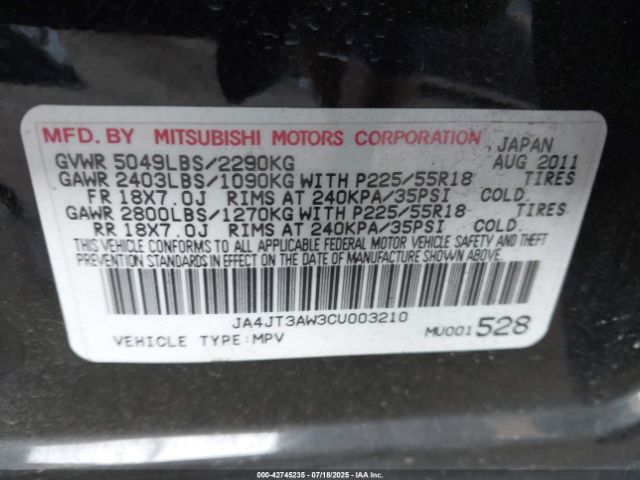 MFD. BY MITSUBISHI MOTORS CORPORATION JAPAN
GVWR 5049LBS/2290KG AUG 2011
GAWR 2403LBS/1090KG WITH P225/55R18 TIRES
FR 18X7.0J RIMS AT 240KPA/35PSI COLD.
GAWR 2800LBS/1270KG WITH P225/55R18 TIRES
RR 18X7.0J RIMS AT 240KPA/35PSI COLD.
THIS VEHICLE CONFORMS TO ALL APPLICABLE FEDERAL MOTOR VEHICLE SAFETY AND THEFT
PREVENTION STANDARDS IN EFFECT ON THE DATE OF MANUFACTURE SHOWN ABOVE.
JA4JT3AW3CU003210
VEHICLE TYPE:MPV MU001528
000-42745235 - 07/18/2025 - IAA Inc.